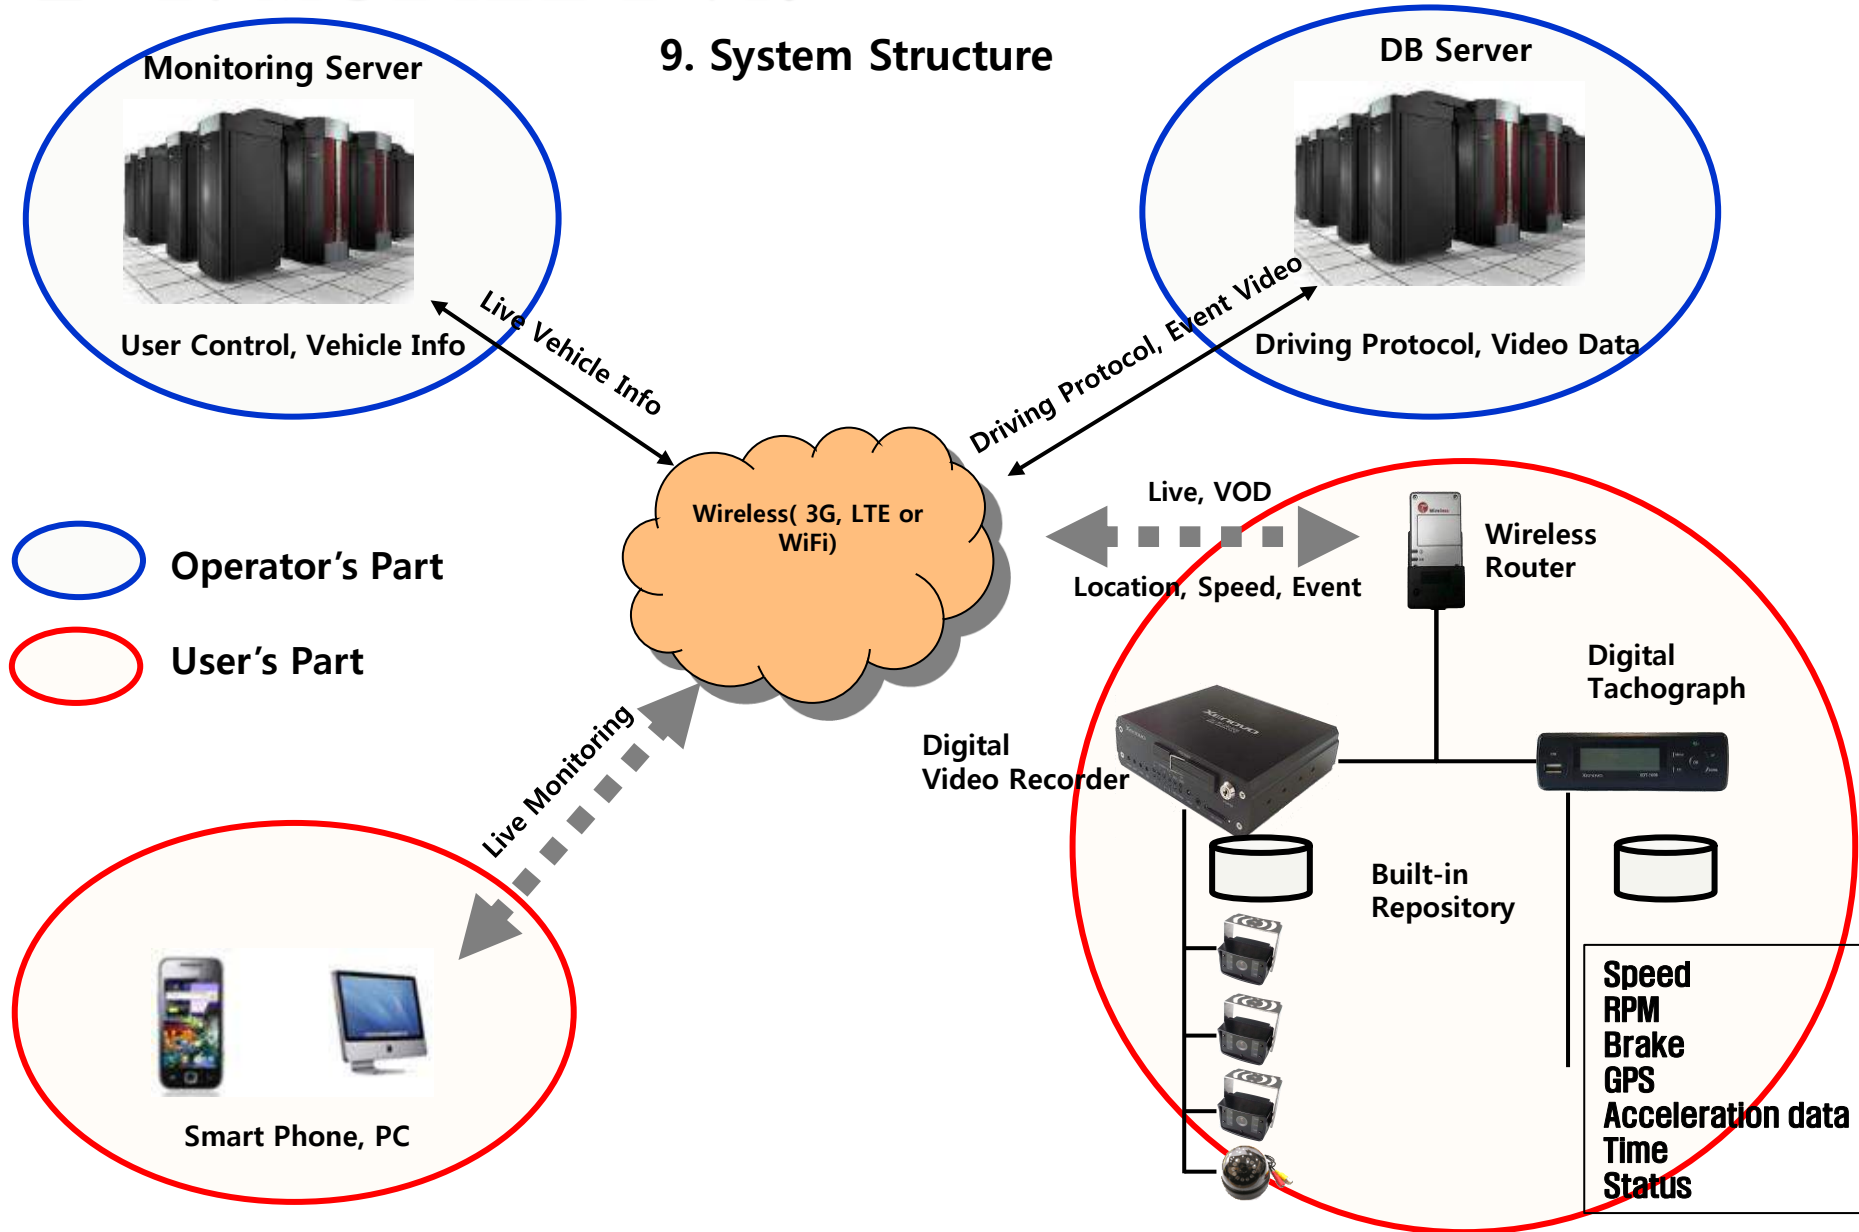 9. System Structure
Monitoring Server
DB Server
User Control, Vehicle Info
Live Vehicle Info
Driving Protocol, Event Video
Driving Protocol, Video Data
Wireless( 3G, LTE or
WiFi)
Live, VOD
Location, Speed, Event
Wireless
Router
Operator’s Part
User’s Part
Digital
Tachograph
Digital
Video Recorder
xenovo
Live Monitoring
Built-in
Repository
Smart Phone, PC
Speed
RPM
Brake
GPS
Acceleration data
Time
Status